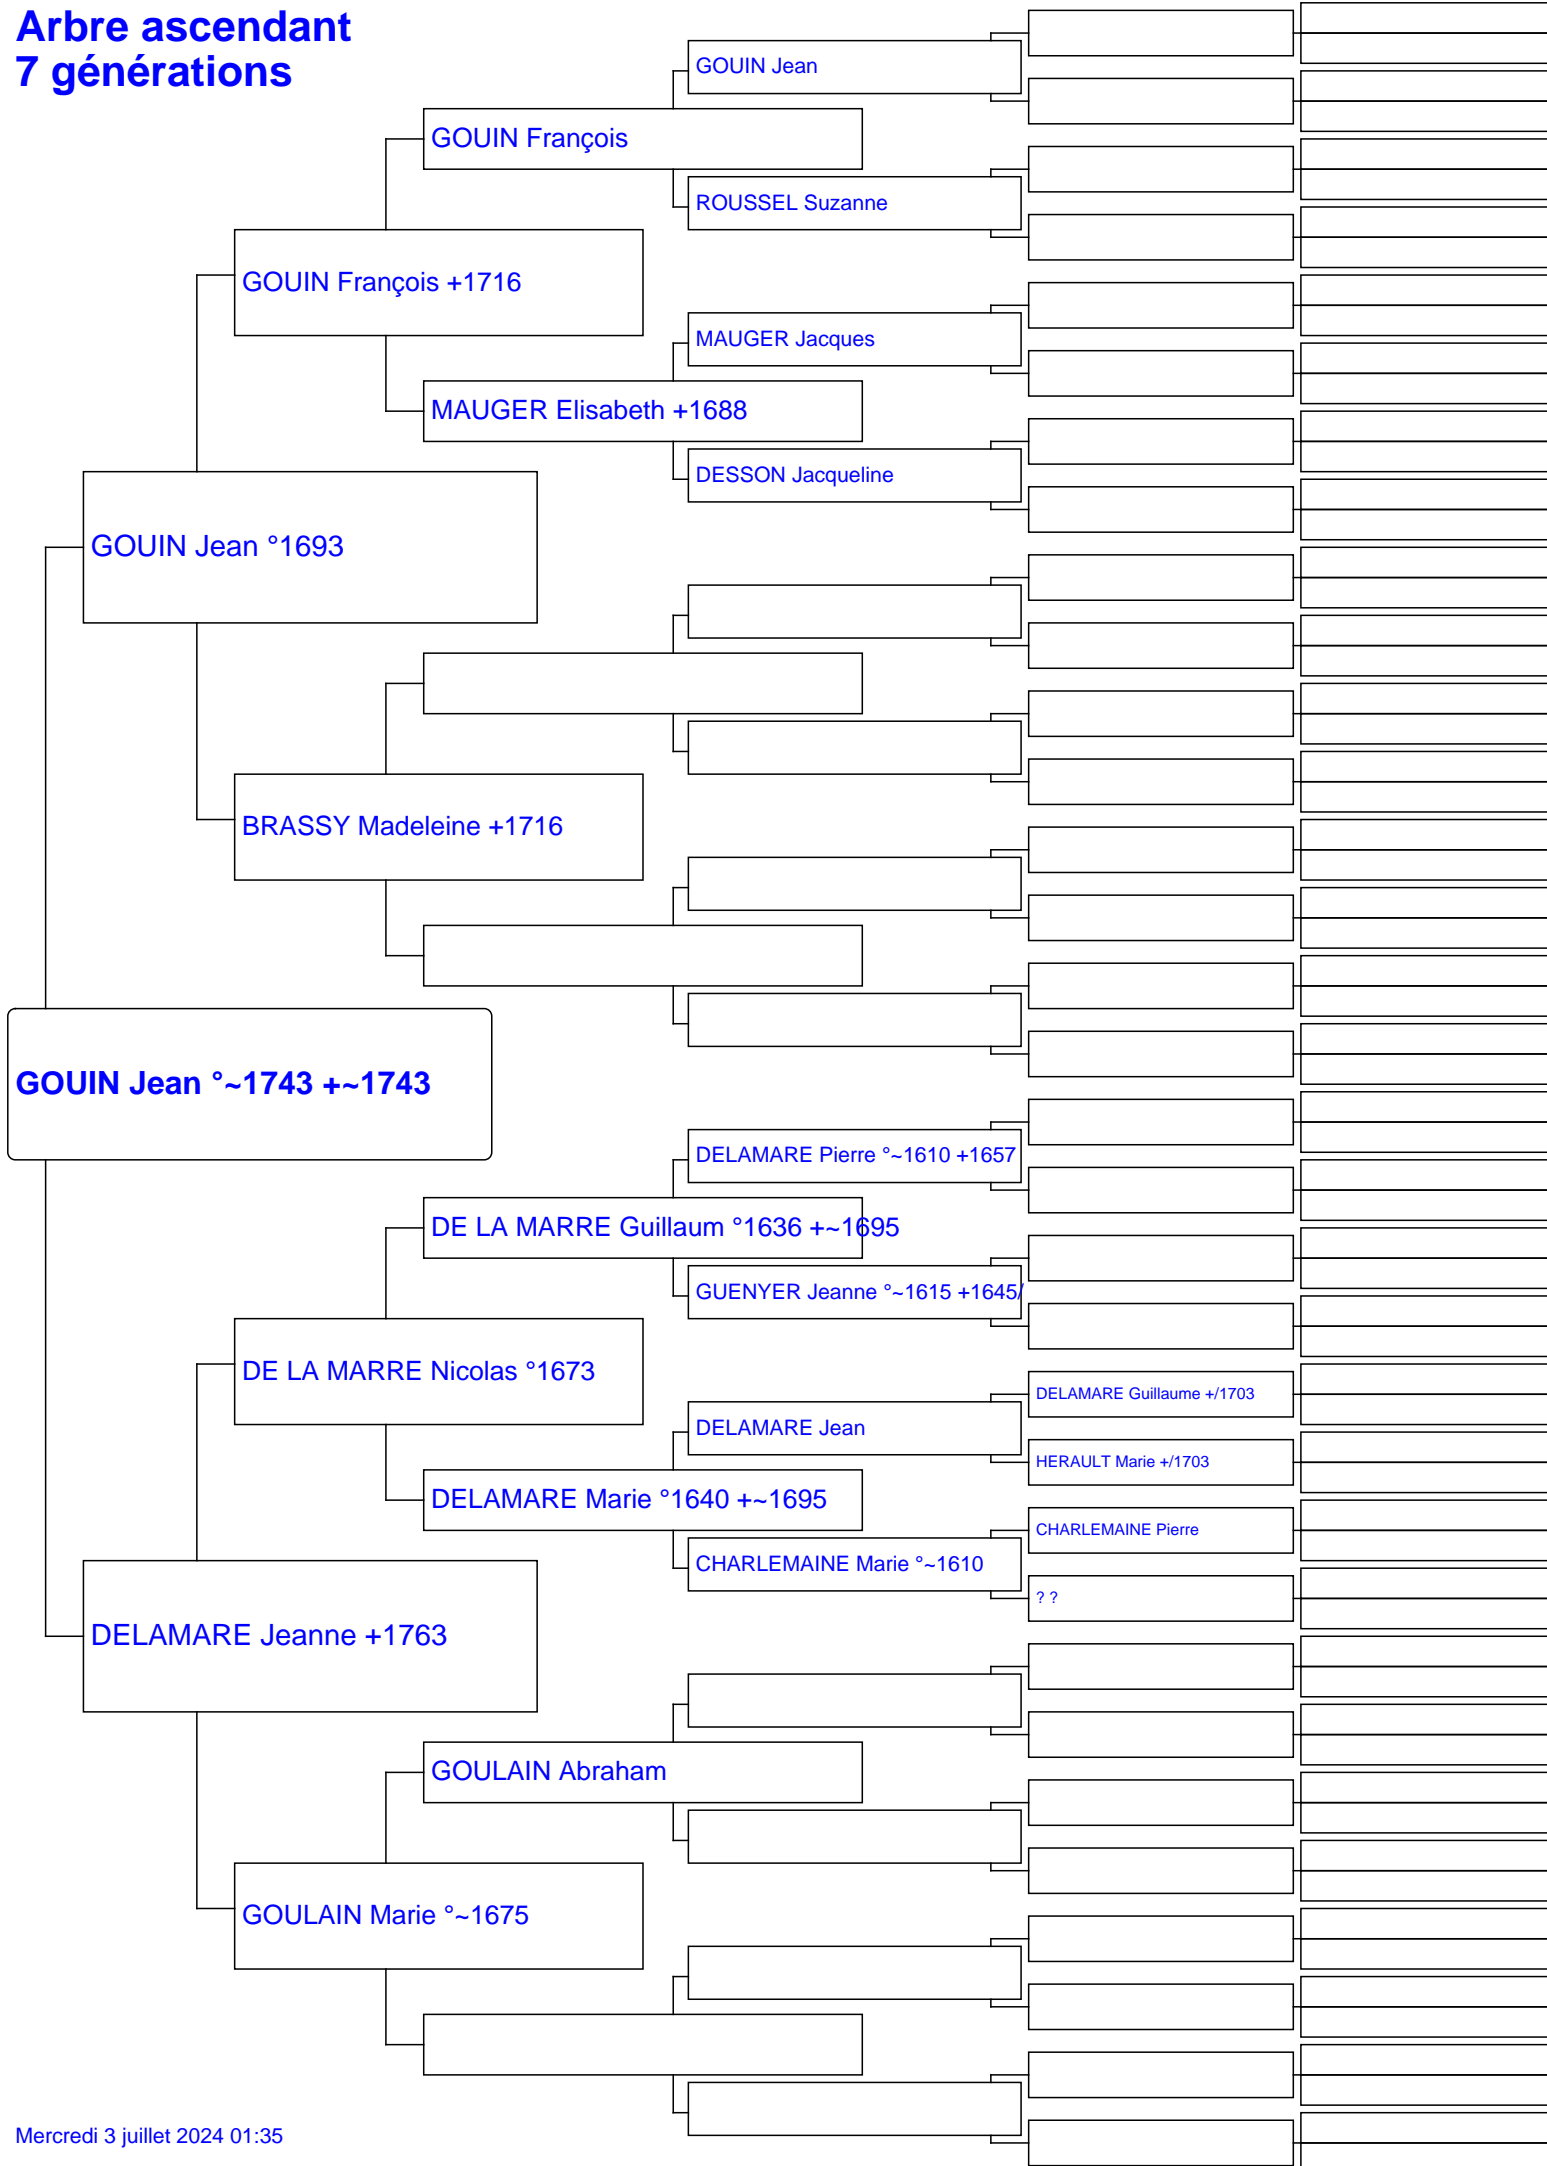 Arbre ascendant
7 générations
GOUIN Jean
GOUIN François
ROUSSEL Suzanne
GOUIN François +1716
MAUGER Jacques
MAUGER Elisabeth +1688
DESSON Jacqueline
GOUIN Jean °1693
BRASSY Madeleine +1716
GOUIN Jean °~1743 +~1743
DELAMARE Pierre °~1610 +1657
DE LA MARRE Guillaum °1636 +~1695
GUENYER Jeanne °~1615 +1645/
DE LA MARRE Nicolas °1673
DELAMARE Guillaume +/1703
DELAMARE Jean
HERAULT Marie +/1703
DELAMARE Marie °1640 +~1695
CHARLEMAINE Pierre
CHARLEMAINE Marie °~1610
? ?
DELAMARE Jeanne +1763
GOULAIN Abraham
GOULAIN Marie °~1675
Mercredi 3 juillet 2024 01:35